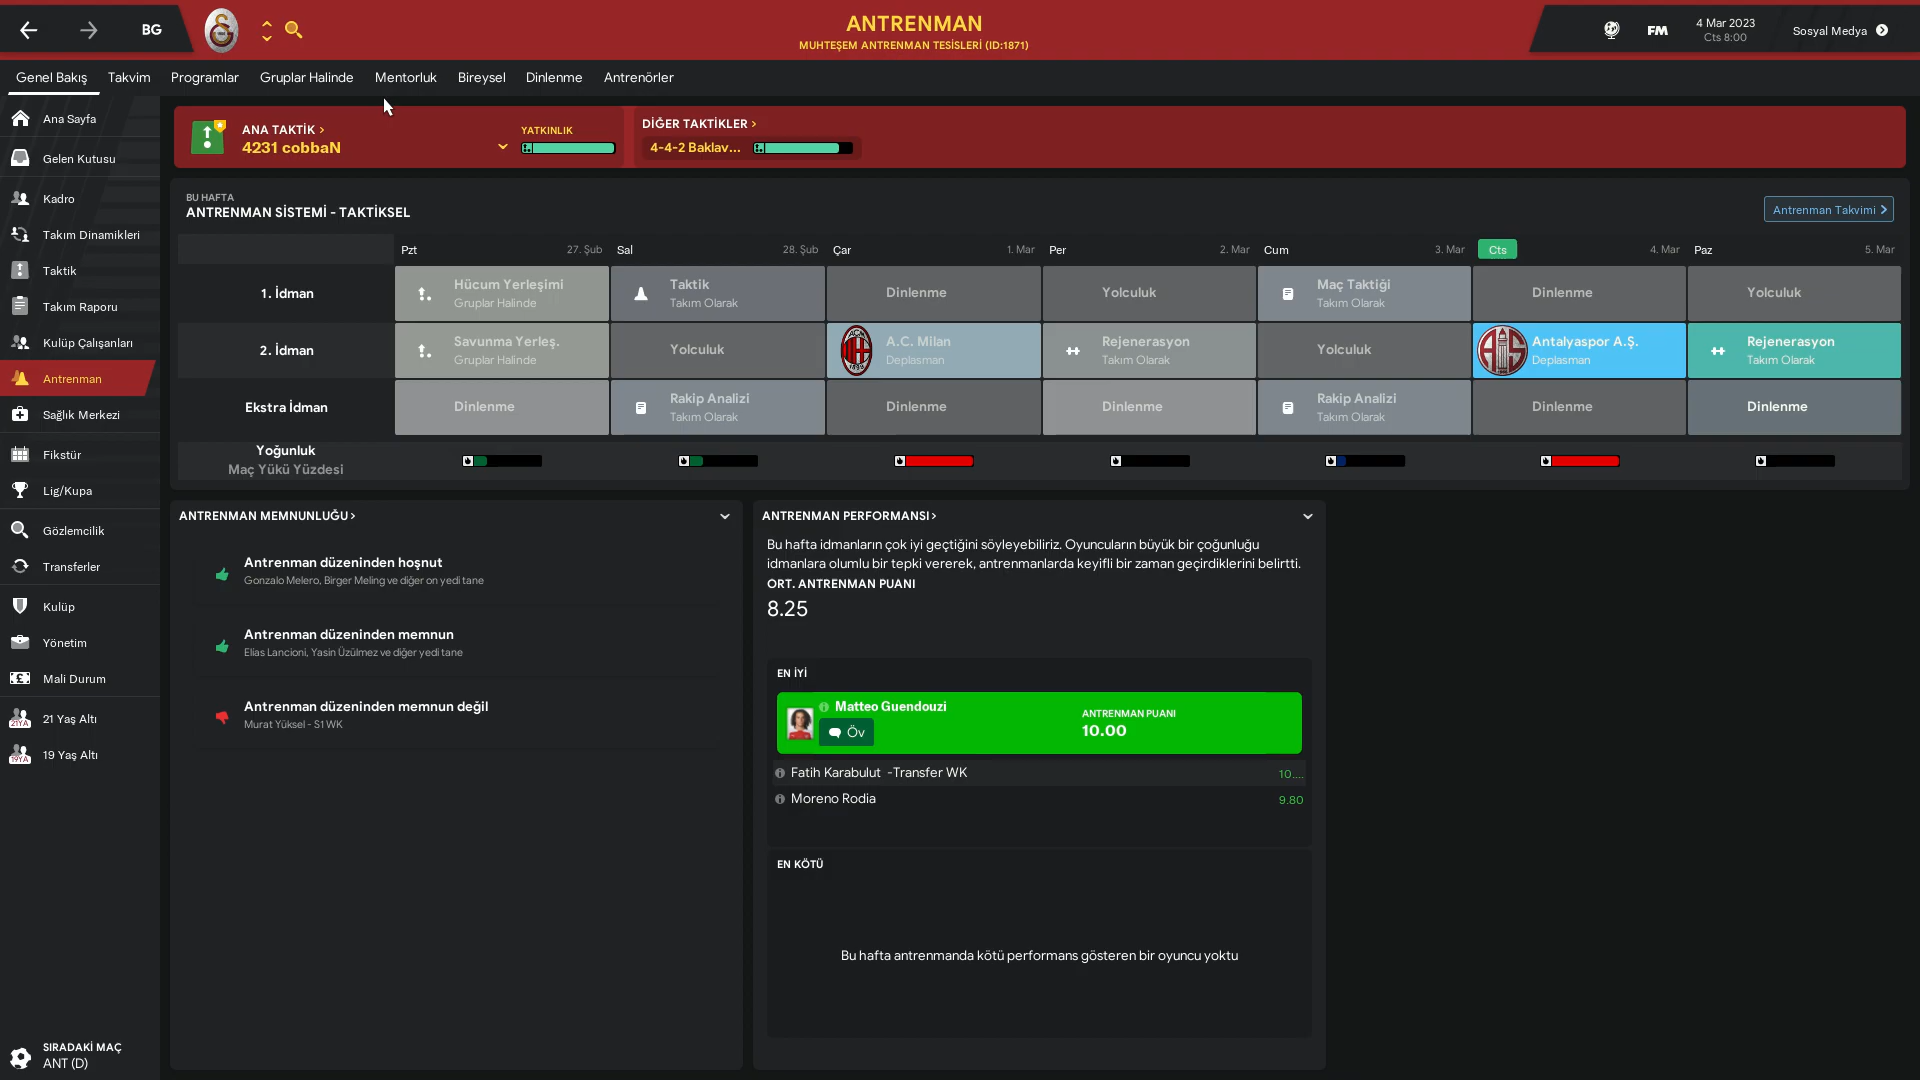 BG
ANTRENMAN
MUHTEŞEM ANTRENMAN TESİSLERİ (ID:1871)
FM
4 Mar 2023
Cts 8:00
Sosyal Medya
Genel Bakış Takvim Programlar Gruplar Halinde Mentorluk Bireysel Dinlenme Antrenörler
Ana Sayfa
Gelen Kutusu
Kadro
Takım Dinamikleri
Taktik
Takım Raporu
Kulüp Çalışanları
Antrenman
Sağlık Merkezi
Fikstür
Lig/Kupa
Gözlemcilik
Transferler
Kulüp
Yönetim
Mali Durum
21YA 21 Yaş Altı
19YA 19 Yaş Altı
SIRADAKİ MAÇ
ANT (D)
ANA TAKTİK >
4231 cobbaN
YATKINLIK
DİĞER TAKTİKLER >
4-4-2 Baklav...
BU HAFTA
ANTRENMAN SİSTEMİ - TAKTİKSEL
Antrenman Takvimi
Pzt 27. Şub Sal 28. Şub Çar 1. Mar Per 2. Mar Cum 3. Mar Cts 4. Mar Paz 5. Mar
1. İdman
Hücum Yerleşimi
Gruplar Halinde
Taktik
Takım Olarak
Dinlenme
Yolculuk
Maç Taktiği
Takım Olarak
Dinlenme
Yolculuk
2. İdman
Savunma Yerleş.
Gruplar Halinde
Yolculuk
A.C. Milan
Deplasman
Rejenerasyon
Takım Olarak
Yolculuk
Antalyaspor A.Ş.
Deplasman
Rejenerasyon
Takım Olarak
Ekstra İdman
Dinlenme
Rakip Analizi
Takım Olarak
Dinlenme
Dinlenme
Rakip Analizi
Takım Olarak
Dinlenme
Dinlenme
Yoğunluk
Maç Yükü Yüzdesi
ANTRENMAN MEMNUNLUĞU >
Antrenman düzeninden hoşnut
Gonzalo Melero, Birger Meling ve diğer on yedi tane
Antrenman düzeninden memnun
Elias Lancioni, Yasin Üzülmez ve diğer yedi tane
Antrenman düzeninden memnun değil
Murat Yüksel - S1 WK
ANTRENMAN PERFORMANSI >
Bu hafta idmanların çok iyi geçtiğini söyleyebiliriz. Oyuncuların büyük bir çoğunluğu
idmanlara olumlu bir tepki vererek, antrenmanlarda keyifli bir zaman geçirdiklerini belirtti.
ORT. ANTRENMAN PUANI
8.25
EN İYİ
Matteo Guendouzi
Öv
ANTRENMAN PUANI
10.00
Fatih Karabulut -Transfer WK 10....
Moreno Rodia 9.80
EN KÖTÜ
Bu hafta antrenmanda kötü performans gösteren bir oyuncu yoktu